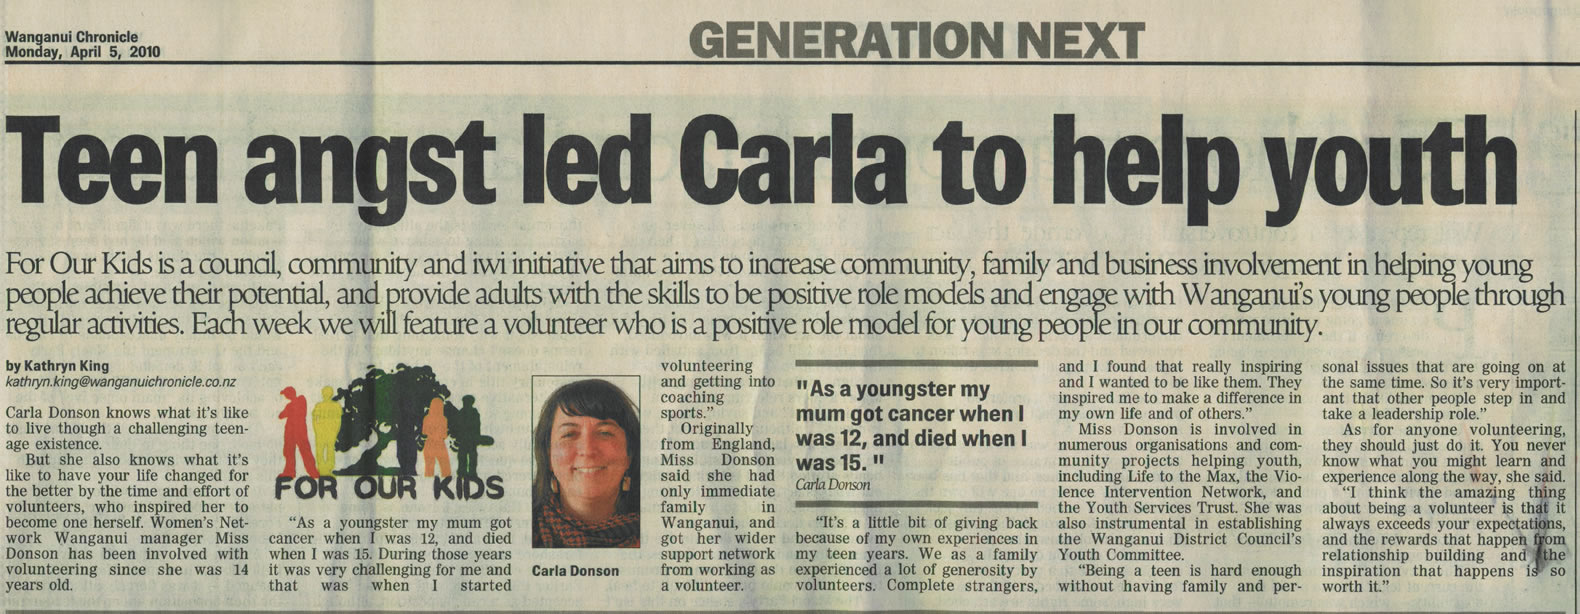 Wanganui Chronicle
Monday, April 5, 2010
GENERATION NEXT
Teen angst led Carla to help youth
For Our Kids is a council, community and iwi initiative that aims to increase community, family and business involvement in helping young
people achieve their potential, and provide adults with the skills to be positive role models and engage with Wanganui's young people through
regular activities. Each week we will feature a volunteer who is a positive role model for young people in our community.
by Kathryn King
kathryn.king@wanganuichronicle.co.nz
Carla Donson knows what it's like
to live though a challenging teen-
age existence.
But she also knows what it's
like to have your life changed for
the better by the time and effort of
volunteers, who inspired her to
become one herself. Women's Net-
work Wanganui manager Miss
Donson has been involved with
volunteering since she was 14
years old.
FOR OUR KIDS
"As a youngster my mum got
cancer when I was 12, and died
when I was 15. During those years
it was very challenging for me and
that was when I started
Carla Donson
volunteering
and getting into
coaching
sports."
Originally
from England,
Miss Donson
said she had
only immediate
family in
Wanganui, and
got her wider
support network
from working as
a volunteer.
"As a youngster my
mum got cancer when I
was 12, and died when I
was 15. "
Carla Donson
"It's a little bit of giving back
because of my own experiences in
my teen years. We as a family
experienced a lot of generosity by
volunteers. Complete strangers,
and I found that really inspiring
and I wanted to be like them. They
inspired me to make a difference in
my own life and of others."
Miss Donson is involved in
numerous organisations and com-
munity projects helping youth,
including Life to the Max, the Vio-
lence Intervention Network, and
the Youth Services Trust. She was
also instrumental in establishing
the Wanganui District Council's
Youth Committee.
"Being a teen is hard enough
without having family and per-
sonal issues that are going on at
the same time. So it's very import-
ant that other people step in and
take a leadership role."
As for anyone volunteering,
they should just do it. You never
know what you might learn and
experience along the way, she said.
"I think the amazing thing
about being a volunteer is that it
always exceeds your expectations,
and the rewards that happen from
relationship building and the
inspiration that happens is so
worth it."